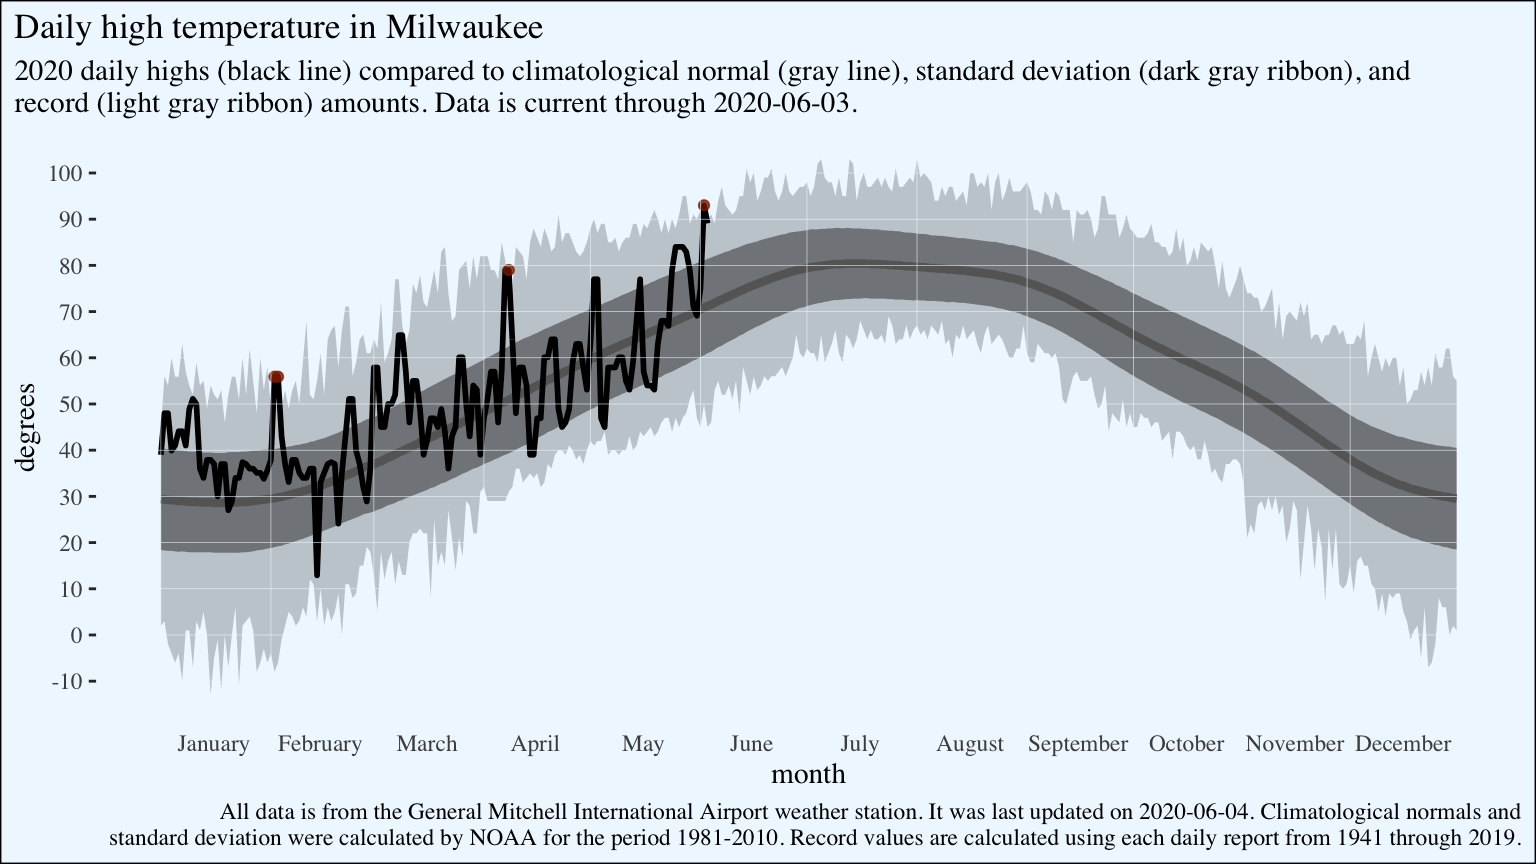 Daily high temperature in Milwaukee
2020 daily highs (black line) compared to climatological normal (gray line), standard deviation (dark gray ribbon), and
record (light gray ribbon) amounts. Data is current through 2020-06-03.
degrees
100
90
80
70
60
50
40
30
20
10
0
-10
January February March April May June July August September October November December
month
All data is from the General Mitchell International Airport weather station. It was last updated on 2020-06-04. Climatological normals and
standard deviation were calculated by NOAA for the period 1981-2010. Record values are calculated using each daily report from 1941 through 2019.